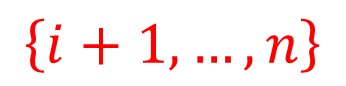 {𝑖 + 1, … , 𝑛}